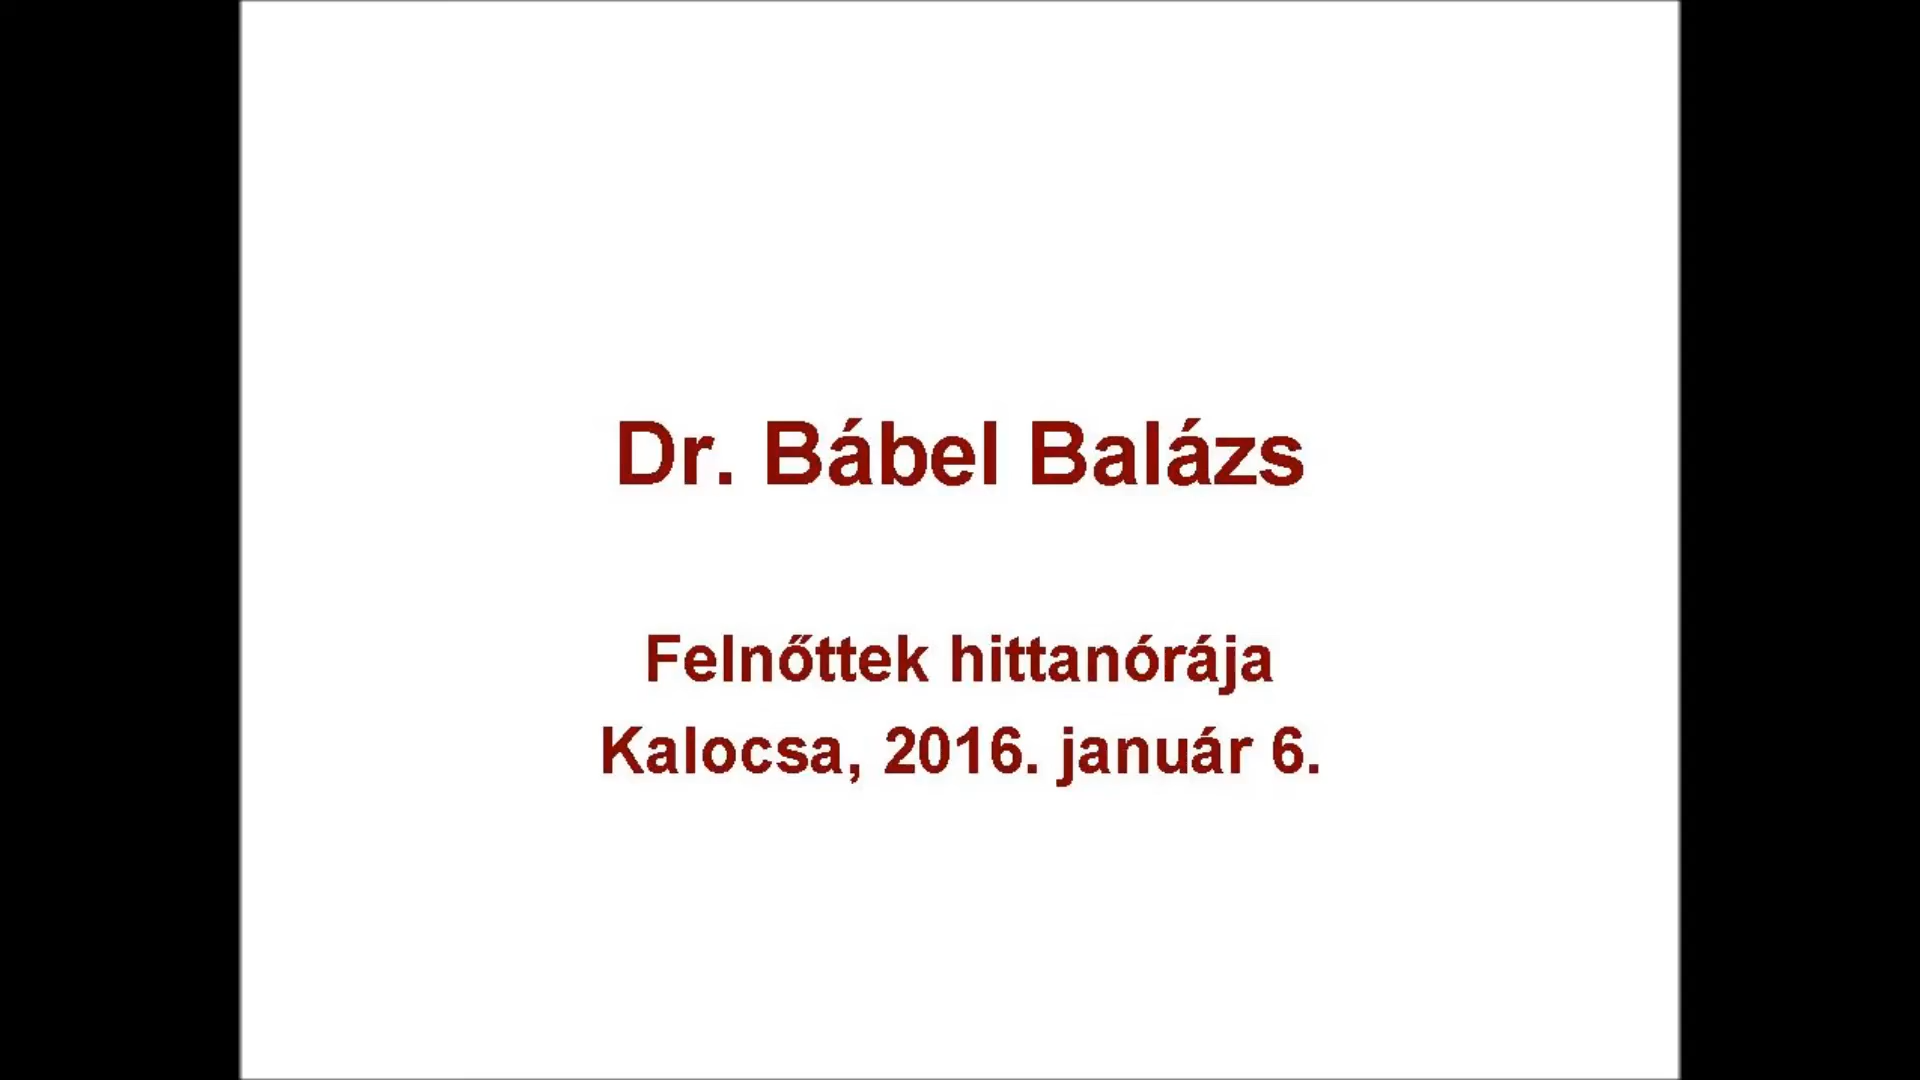 Dr. Bábel Balázs
Felnőttek hittanórája
Kalocsa, 2016. január 6.